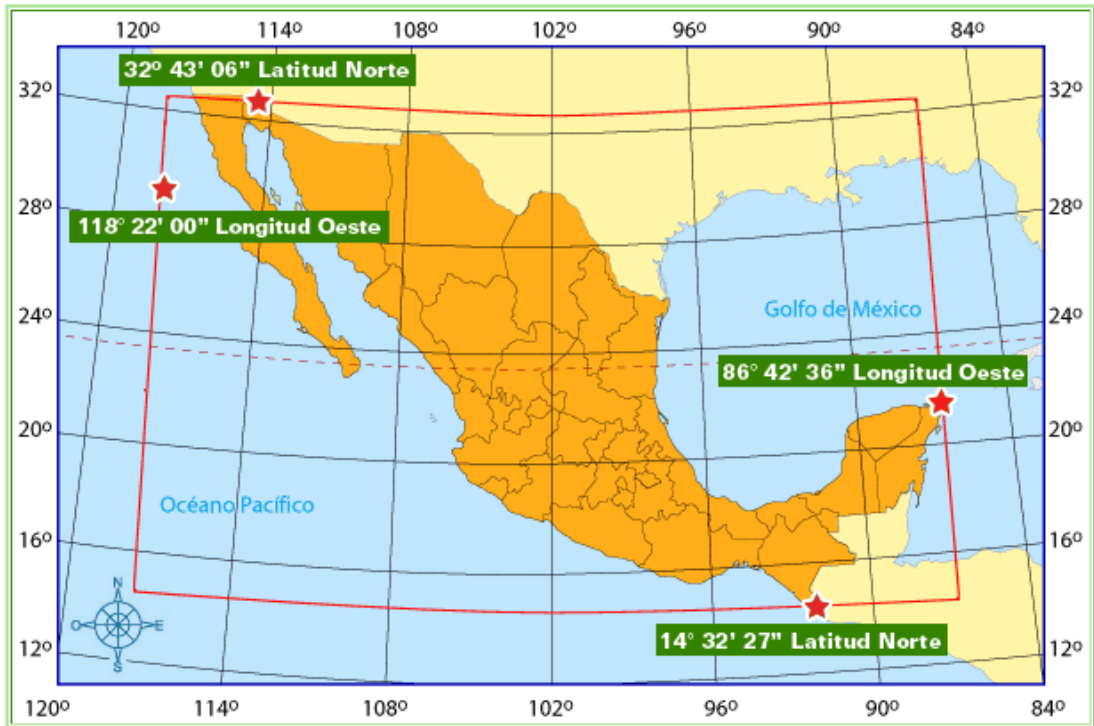 120º 114º 108º 102º 96º 90º 84º
32º 43’ 06” Latitud Norte
32º 32º
118° 22’ 00” Longitud Oeste
28º 28º
Golfo de México
24º 24º
86° 42’ 36” Longitud Oeste
20º 20º
Océano Pacífico
16º 16º
N
O E
S
14° 32’ 27” Latitud Norte
12º 12º
120º 114º 108º 102º 96º 90º 84º